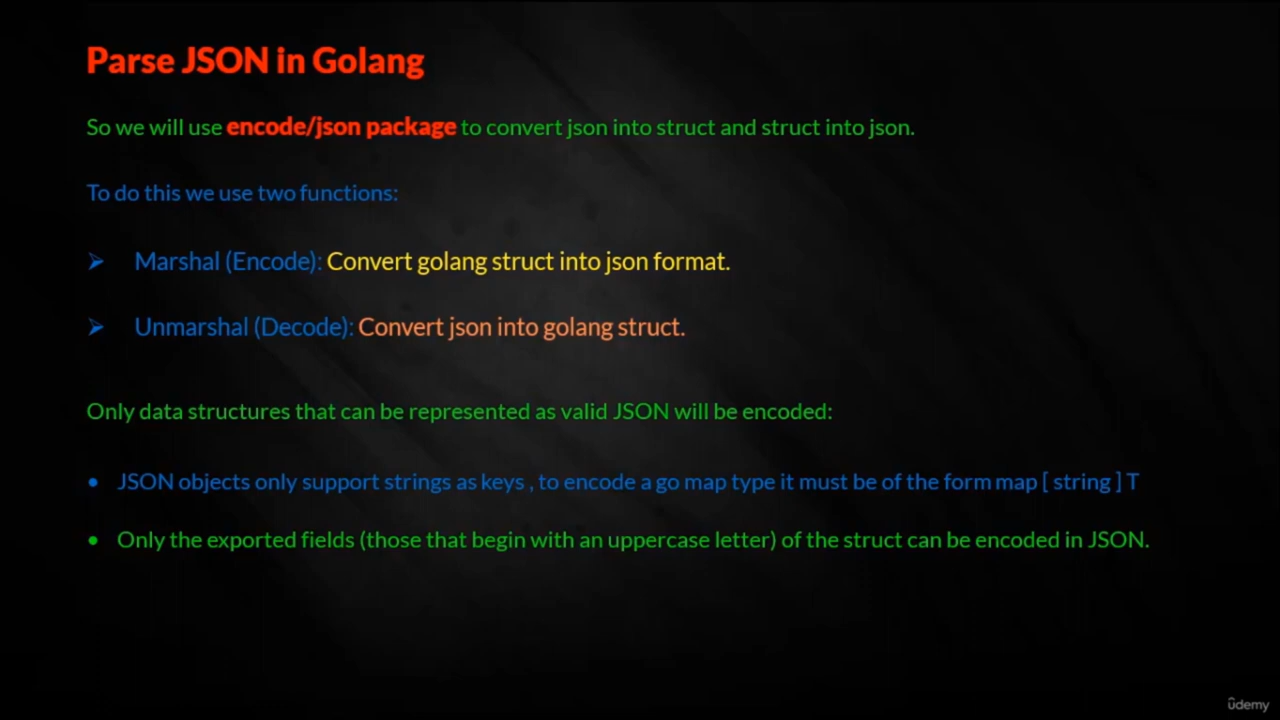 Parse JSON in Golang
So we will use encode/json package to convert json into struct and struct into json.
To do this we use two functions:
➢ Marshal (Encode): Convert golang struct into json format.
➢ Unmarshal (Decode): Convert json into golang struct.
Only data structures that can be represented as valid JSON will be encoded:
• JSON objects only support strings as keys , to encode a go map type it must be of the form map [ string ] T
• Only the exported fields (those that begin with an uppercase letter) of the struct can be encoded in JSON.
ûdemy